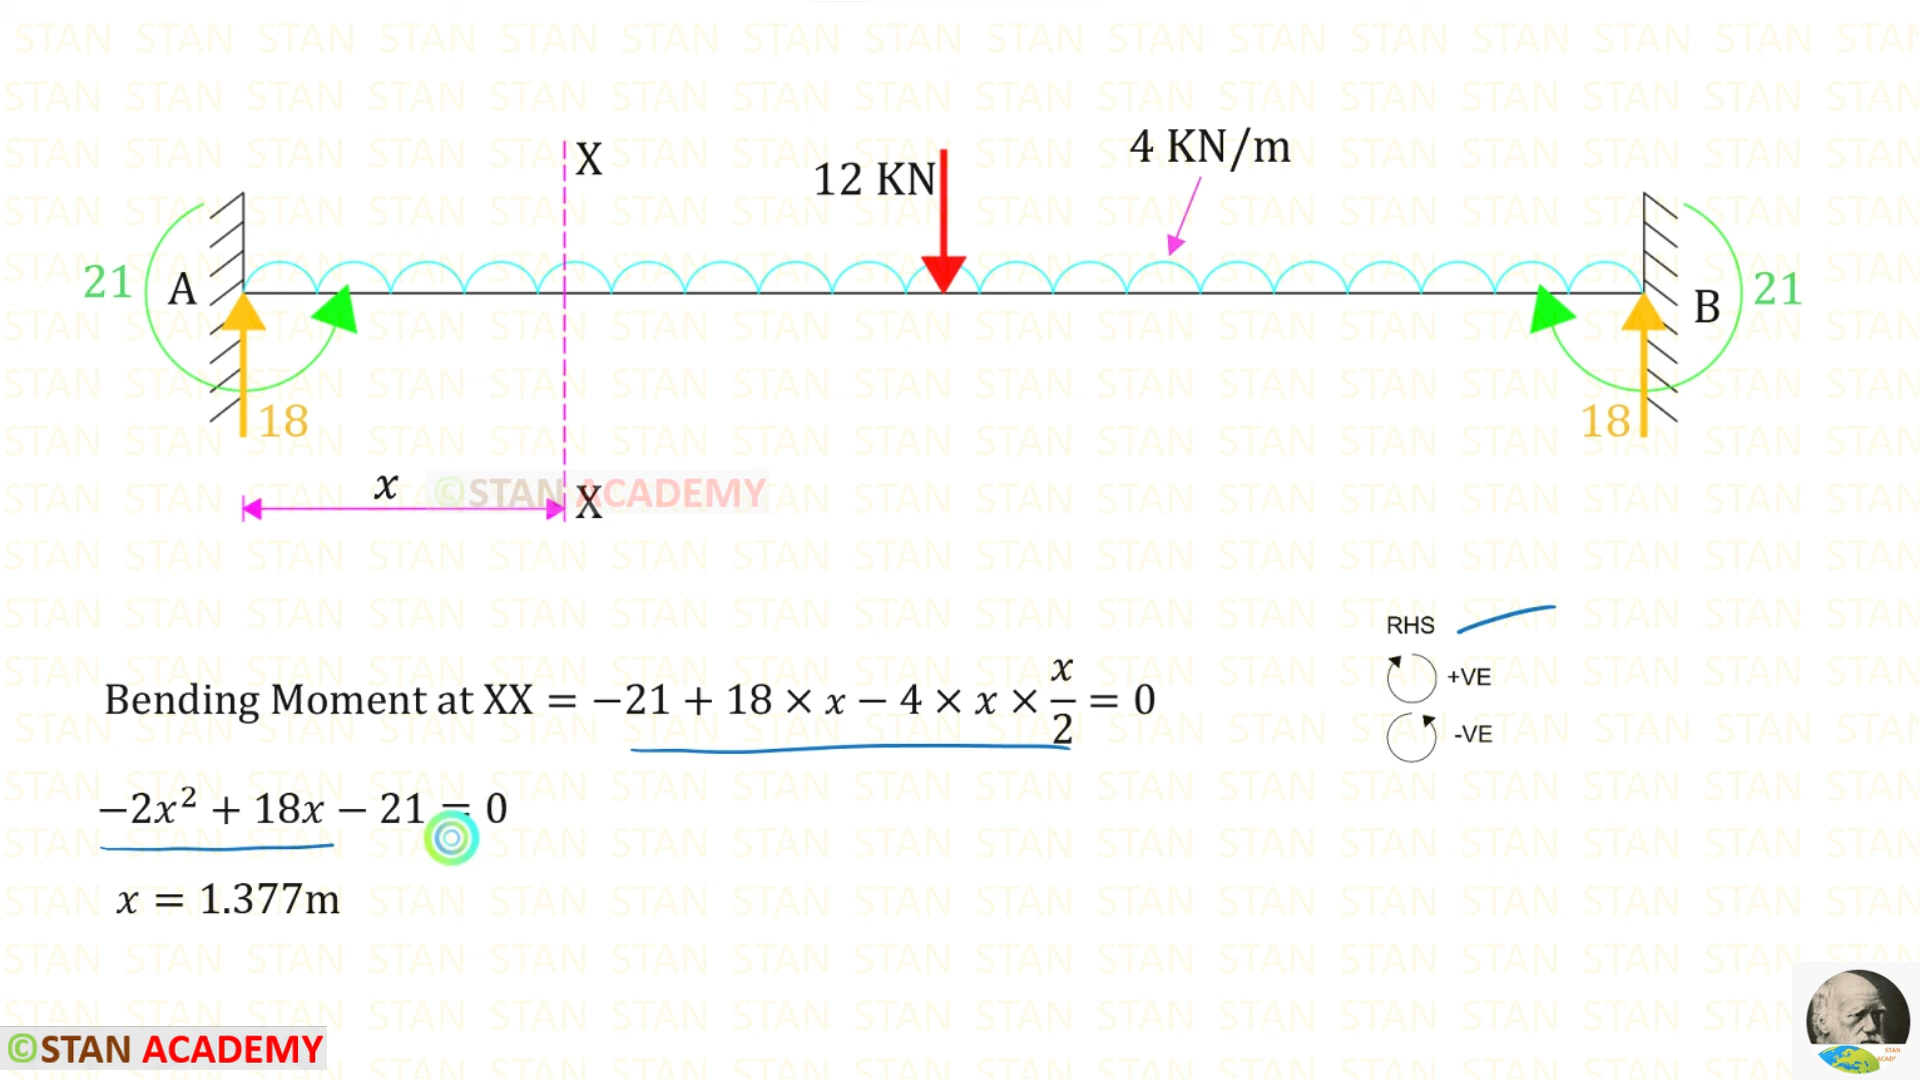 X
12 KN
4 KN/m
21
A
B
21
18
18
x
©STAN ACADEMY
X
RHS
+VE
-VE
Bending Moment at XX = −21 + 18 × x − 4 × x × x/2 = 0
−2x² + 18x − 21 = 0
x = 1.377m
©STAN ACADEMY
STAN